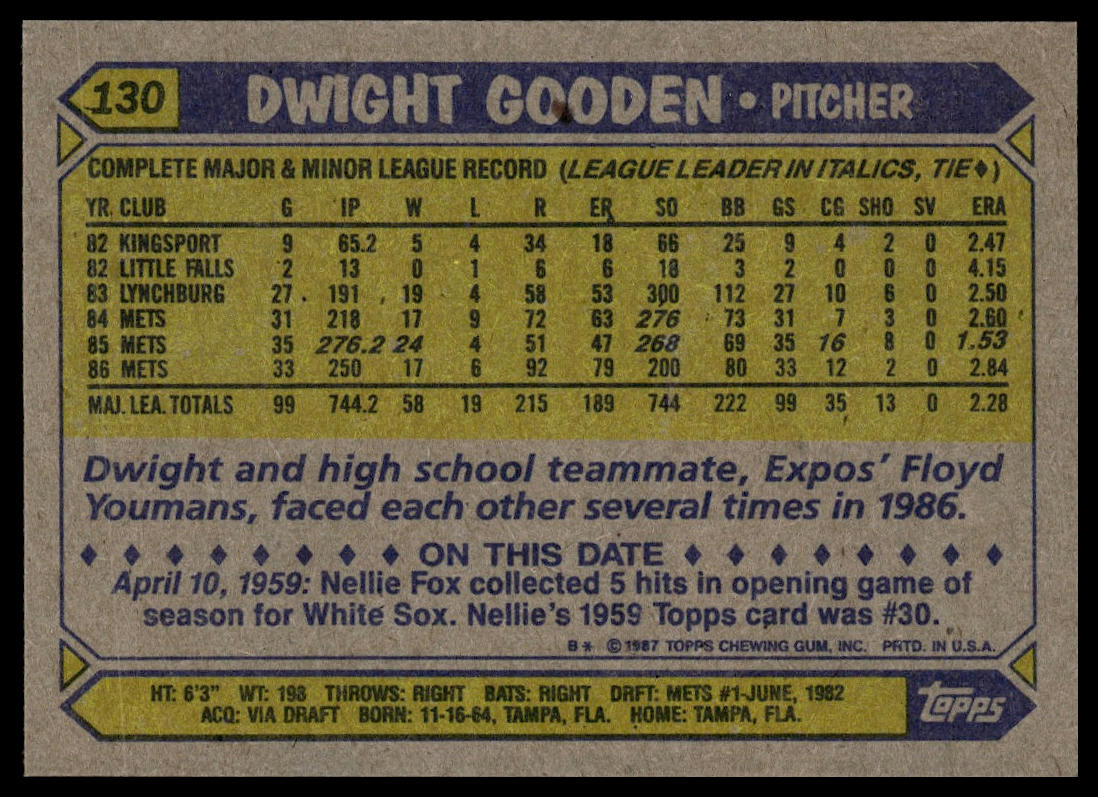 130 DWIGHT GOODEN • PITCHER
COMPLETE MAJOR & MINOR LEAGUE RECORD (LEAGUE LEADER IN ITALICS, TIE♦)
YR. CLUB G IP W L R ER SO BB GS CG SHO SV ERA
82 KINGSPORT 9 65.2 5 4 34 18 66 25 9 4 2 0 2.47
82 LITTLE FALLS 2 13 0 1 6 6 18 3 2 0 0 0 4.15
83 LYNCHBURG 27 191 19 4 58 53 300 112 27 10 6 0 2.50
84 METS 31 218 17 9 72 63 276 73 31 7 3 0 2.60
85 METS 35 276.2 24 4 51 47 268 69 35 16 8 0 1.53
86 METS 33 250 17 6 92 79 200 80 33 12 2 0 2.84
MAJ. LEA. TOTALS 99 744.2 58 19 215 189 744 222 99 35 13 0 2.28
Dwight and high school teammate, Expos' Floyd
Youmans, faced each other several times in 1986.
♦ ♦ ♦ ♦ ♦ ♦ ♦ ♦ ON THIS DATE ♦ ♦ ♦ ♦ ♦ ♦ ♦ ♦
April 10, 1959: Nellie Fox collected 5 hits in opening game of
season for White Sox. Nellie's 1959 Topps card was #30.
B* © 1987 TOPPS CHEWING GUM, INC. PRTD. IN U.S.A.
HT: 6'3" WT: 198 THROWS: RIGHT BATS: RIGHT DRFT: METS #1-JUNE, 1982
ACQ: VIA DRAFT BORN: 11-16-64, TAMPA, FLA. HOME: TAMPA, FLA.
topps